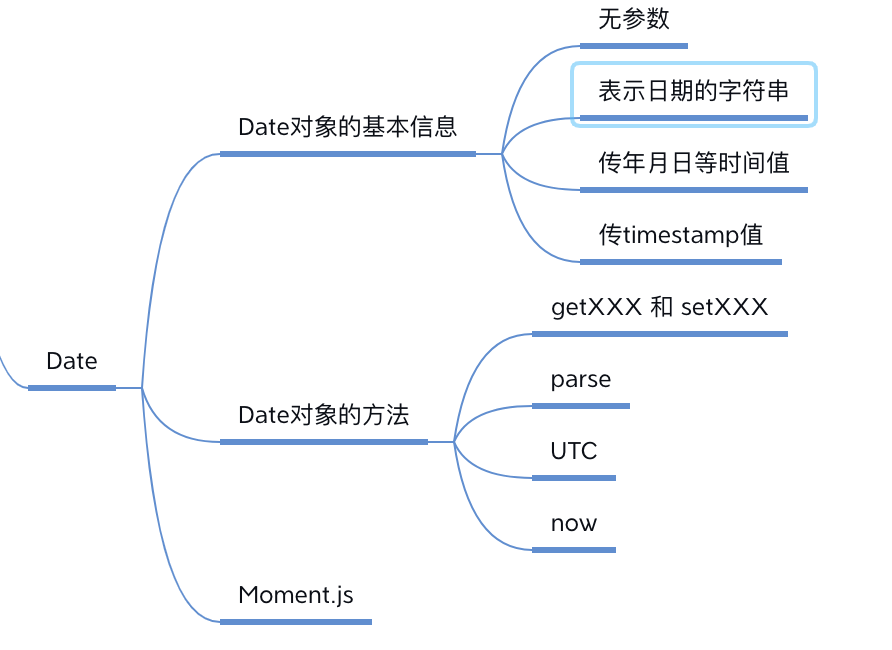 无参数
表示日期的字符串
Date对象的基本信息
传年月日等时间值
传timestamp值
getXXX 和 setXXX
Date
parse
Date对象的方法
UTC
now
Moment.js